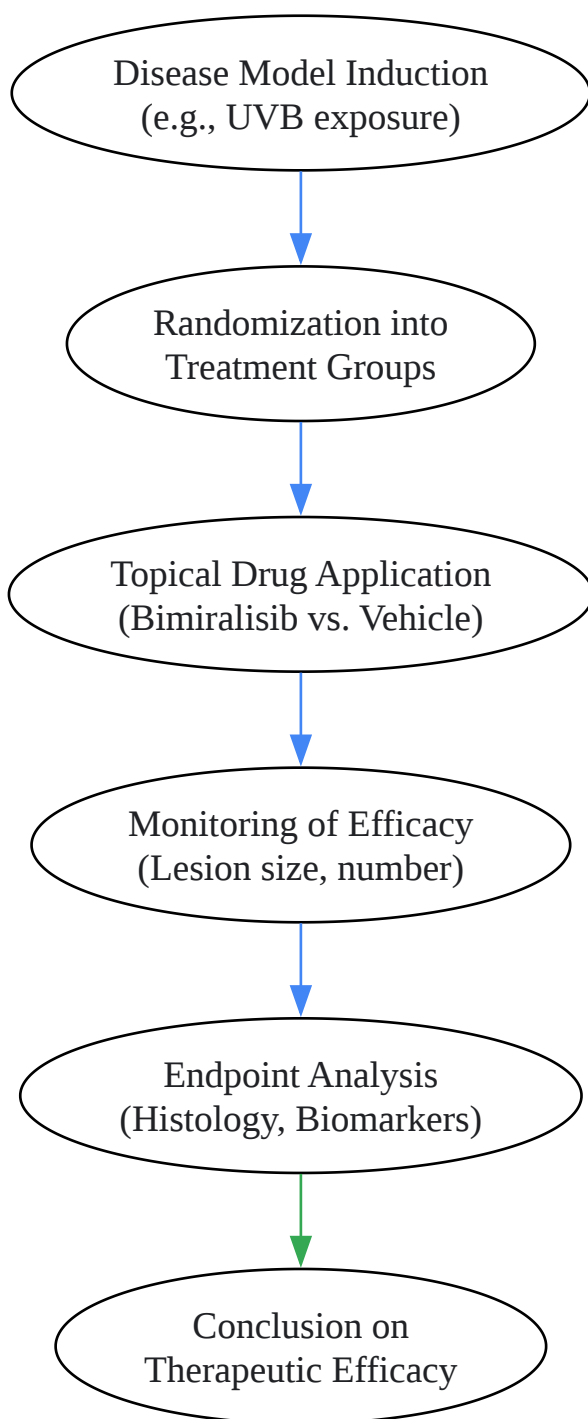 Disease Model Induction
(e.g., UVB exposure)
Randomization into
Treatment Groups
Topical Drug Application
(Bimiralisib vs. Vehicle)
Monitoring of Efficacy
(Lesion size, number)
Endpoint Analysis
(Histology, Biomarkers)
Conclusion on
Therapeutic Efficacy